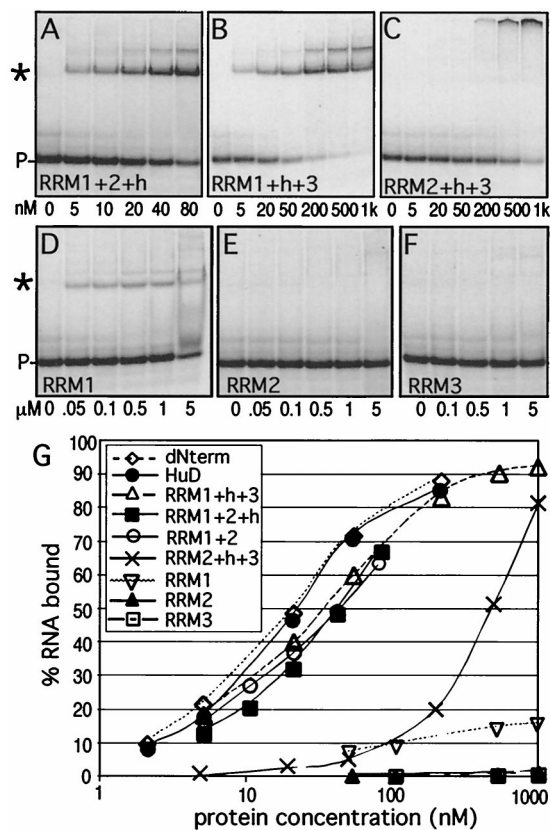 A B C
*
P-
RRM1+2+h RRM1+h+3 RRM2+h+3
nM 0 5 10 20 40 80 0 5 20 50 200 500 1k 0 5 20 50 200 500 1k
D E F
*
P-
RRM1 RRM2 RRM3
µM 0 .05 0.1 0.5 1 5 0 .05 0.1 0.5 1 5 0 .05 0.1 0.5 1 5
G
% RNA bound
100
90
80
70
60
50
40
30
20
10
0
dNterm
HuD
RRM1+h+3
RRM1+2+h
RRM1+2
RRM2+h+3
RRM1
RRM2
RRM3
1 10 100 1000
protein concentration (nM)